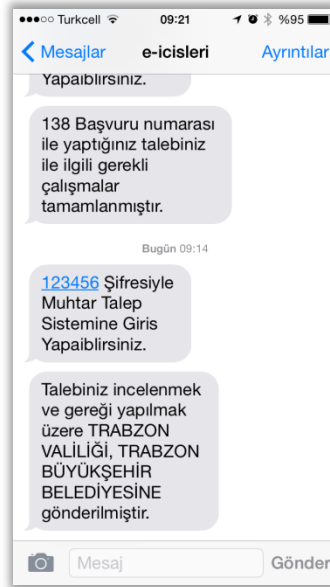 Turkcell 09:21 %95
Mesajlar e-icisleri Ayrıntılar
Yapaiblirsiniz.
138 Başvuru numarası
ile yaptığınız talebiniz
ile ilgili gerekli
çalışmalar
tamamlanmıştır.
Bugün 09:14
123456 Şifresiyle
Muhtar Talep
Sistemine Giris
Yapaiblirsiniz.
Talebiniz incelenmek
ve gereği yapılmak
üzere TRABZON
VALİLİĞİ, TRABZON
BÜYÜKŞEHİR
BELEDİYESİNE
gönderilmiştir.
Mesaj Gönder